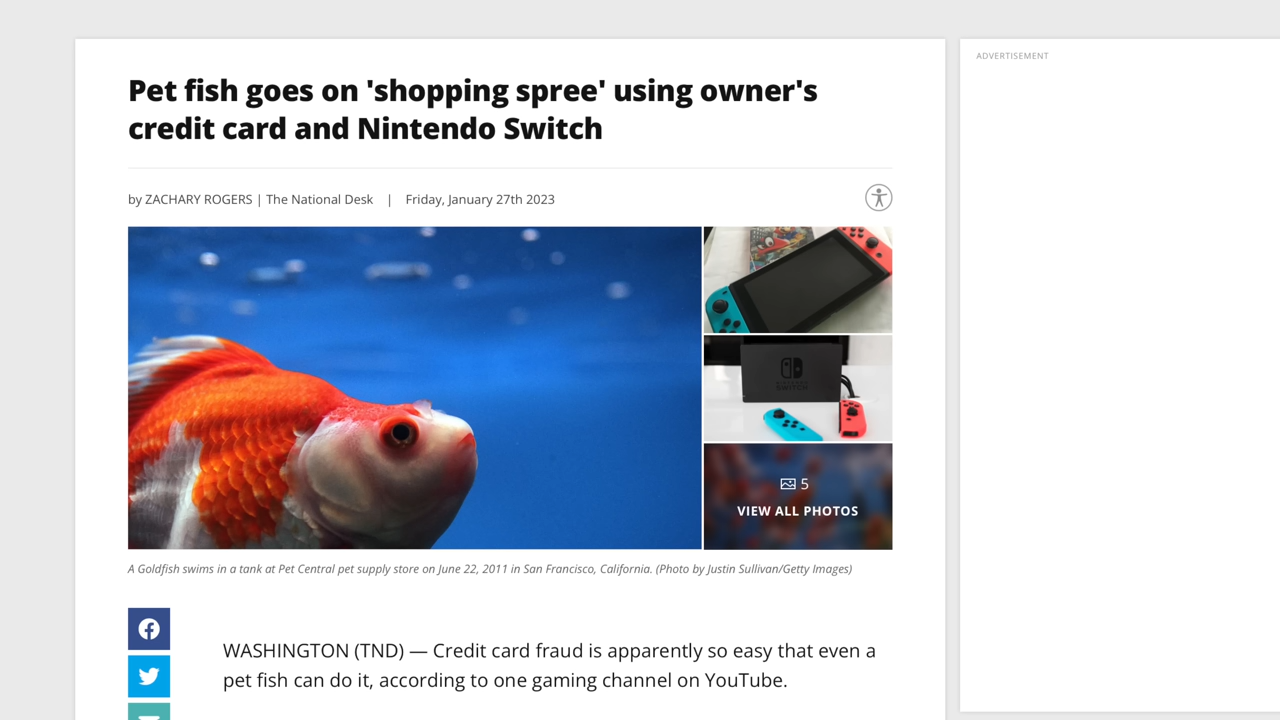 ADVERTISEMENT
Pet fish goes on 'shopping spree' using owner's
credit card and Nintendo Switch
by ZACHARY ROGERS | The National Desk | Friday, January 27th 2023
NINTENDO
SWITCH
5
VIEW ALL PHOTOS
A Goldfish swims in a tank at Pet Central pet supply store on June 22, 2011 in San Francisco, California. (Photo by Justin Sullivan/Getty Images)
WASHINGTON (TND) — Credit card fraud is apparently so easy that even a
pet fish can do it, according to one gaming channel on YouTube.